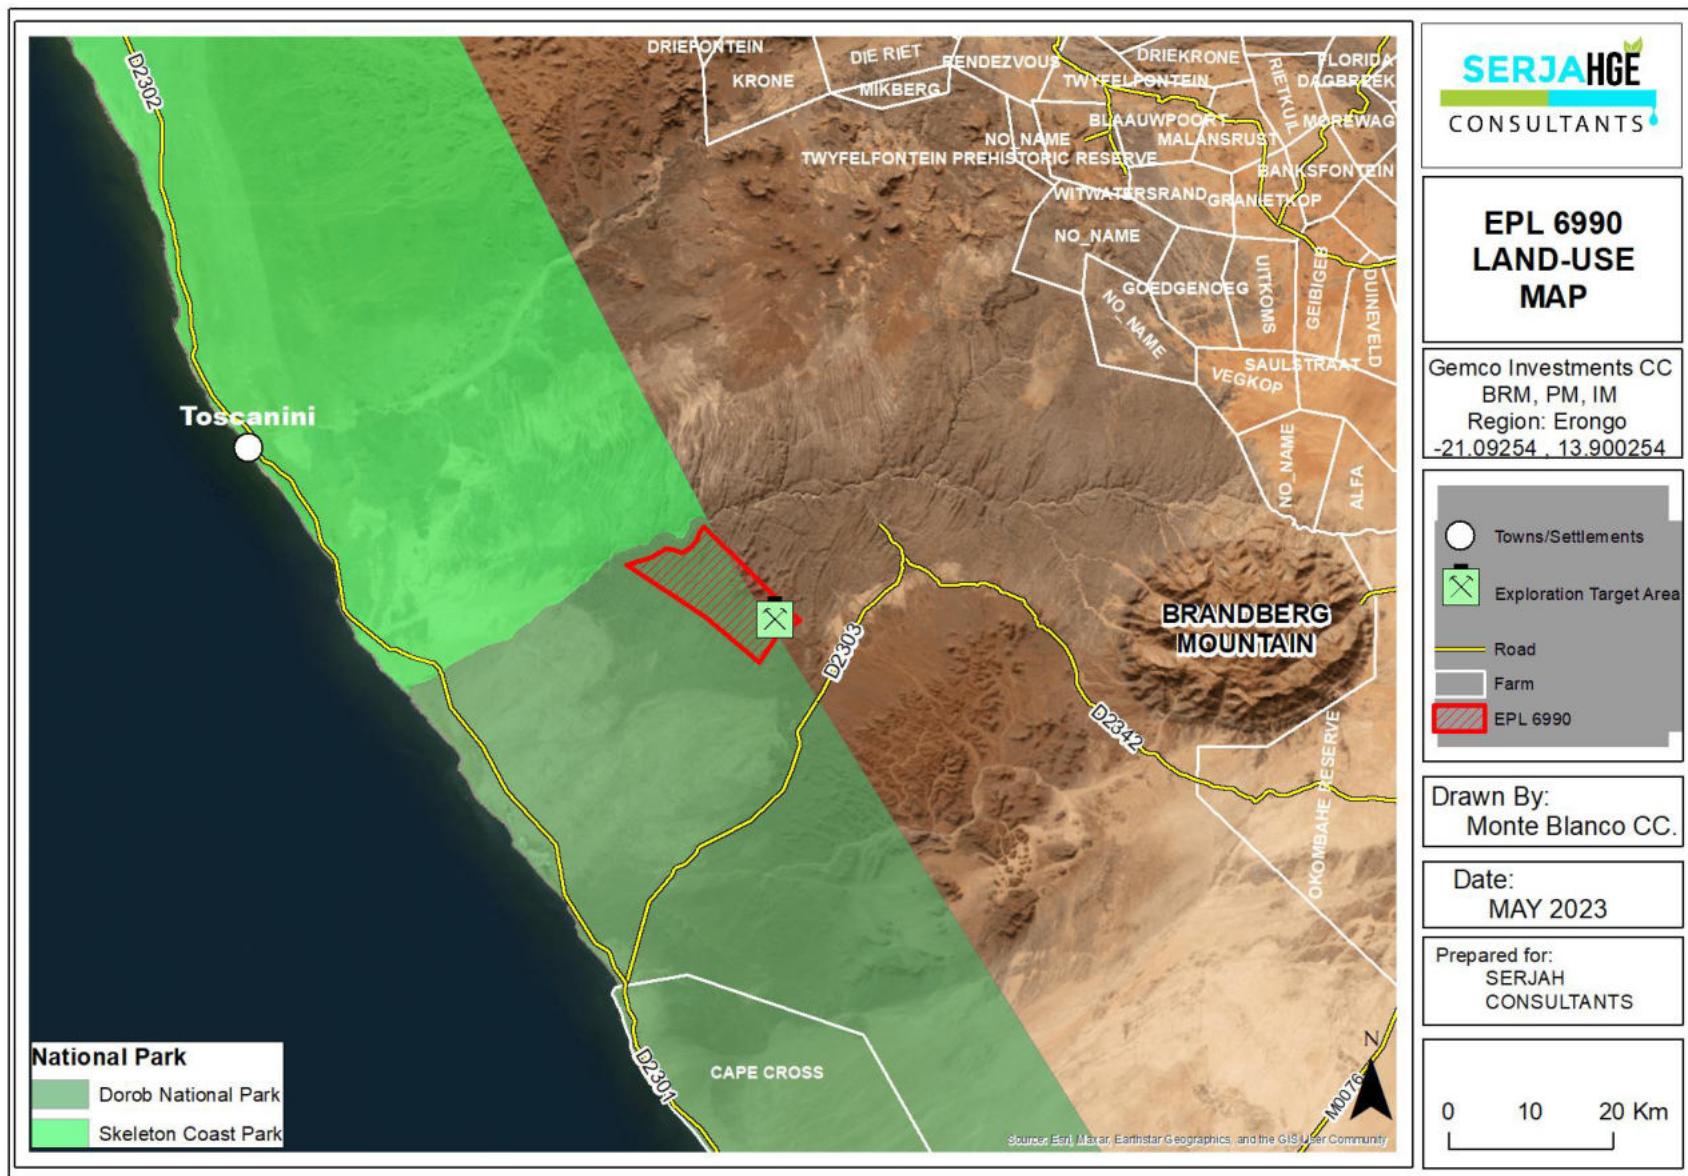 DRIEFONTEIN
KRONE
DIE RIET
MIKBERG
RENDEZVOUS
DRIEKRONE
TWYFELFONTEIN
RIETKUIL
FLORIDA
DAGBREEK
MOREWAG
BLAAUWPOORT
NO_NAME
MALANSRUST
TWYFELFONTEIN PREHISTORIC RESERVE
BANKSFONTEIN
WITWATERSRAND
GRANIETKOP
NO_NAME
GOEDGENOEG
UITKOMS
GEIBIGEB
DUINEVELD
NO_NAME
SAULSTRAAT
VEGKOP
NO_NAME
ALFA
D2302
Toscanini
BRANDBERG
MOUNTAIN
D2303
D2342
OKOMBAHE RESERVE
CAPE CROSS
D2301
M0076
N
National Park
Dorob National Park
Skeleton Coast Park
Source: Esri, Maxar, Earthstar Geographics, and the GIS User Community
SERJAHGE
CONSULTANTS
EPL 6990
LAND-USE
MAP
Gemco Investments CC
BRM, PM, IM
Region: Erongo
-21.09254 , 13.900254
Towns/Settlements
Exploration Target Area
Road
Farm
EPL 6990
Drawn By:
Monte Blanco CC.
Date:
MAY 2023
Prepared for:
SERJAH
CONSULTANTS
0 10 20 Km